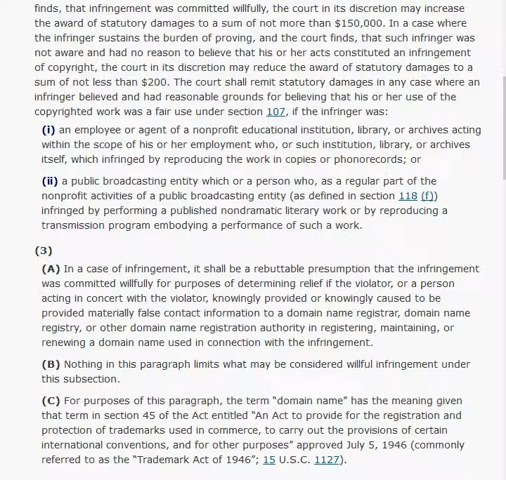 finds, that infringement was committed willfully, the court in its discretion may increase
the award of statutory damages to a sum of not more than $150,000. In a case where
the infringer sustains the burden of proving, and the court finds, that such infringer was
not aware and had no reason to believe that his or her acts constituted an infringement
of copyright, the court in its discretion may reduce the award of statutory damages to a
sum of not less than $200. The court shall remit statutory damages in any case where an
infringer believed and had reasonable grounds for believing that his or her use of the
copyrighted work was a fair use under section 107, if the infringer was:
(i) an employee or agent of a nonprofit educational institution, library, or archives acting
within the scope of his or her employment who, or such institution, library, or archives
itself, which infringed by reproducing the work in copies or phonorecords; or
(ii) a public broadcasting entity which or a person who, as a regular part of the
nonprofit activities of a public broadcasting entity (as defined in section 118 (f))
infringed by performing a published nondramatic literary work or by reproducing a
transmission program embodying a performance of such a work.
(3)
(A) In a case of infringement, it shall be a rebuttable presumption that the infringement
was committed willfully for purposes of determining relief if the violator, or a person
acting in concert with the violator, knowingly provided or knowingly caused to be
provided materially false contact information to a domain name registrar, domain name
registry, or other domain name registration authority in registering, maintaining, or
renewing a domain name used in connection with the infringement.
(B) Nothing in this paragraph limits what may be considered willful infringement under
this subsection.
(C) For purposes of this paragraph, the term “domain name” has the meaning given
that term in section 45 of the Act entitled “An Act to provide for the registration and
protection of trademarks used in commerce, to carry out the provisions of certain
international conventions, and for other purposes” approved July 5, 1946 (commonly
referred to as the “Trademark Act of 1946”; 15 U.S.C. 1127).